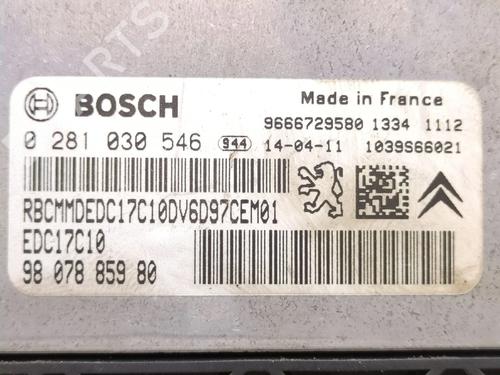 BOSCH
Made in France
9666729580 1334 1112
0 281 030 546 944 14-04-11 1039S66021
RBCMMDEDC17C10DV6D97CEM01
EDC17C10
98 078 859 80